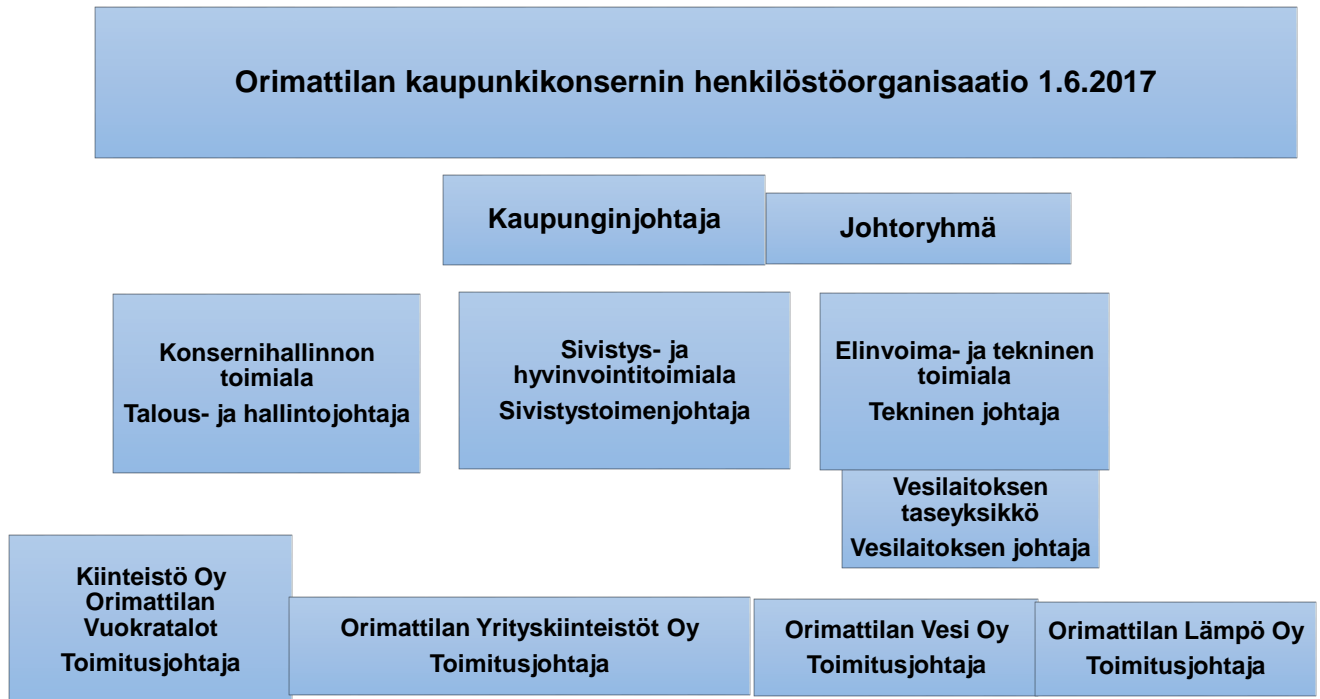 Orimattilan kaupunkikonsernin henkilöstöorganisaatio 1.6.2017
Kaupunginjohtaja
Johtoryhmä
Konsernihallinnon
toimiala
Talous- ja hallintojohtaja
Sivistys- ja
hyvinvointitoimiala
Sivistystoimenjohtaja
Elinvoima- ja tekninen
toimiala
Tekninen johtaja
Vesilaitoksen
taseyksikkö
Vesilaitoksen johtaja
Kiinteistö Oy
Orimattilan
Vuokratalot
Toimitusjohtaja
Orimattilan Yrityskiinteistöt Oy
Toimitusjohtaja
Orimattilan Vesi Oy
Toimitusjohtaja
Orimattilan Lämpö Oy
Toimitusjohtaja